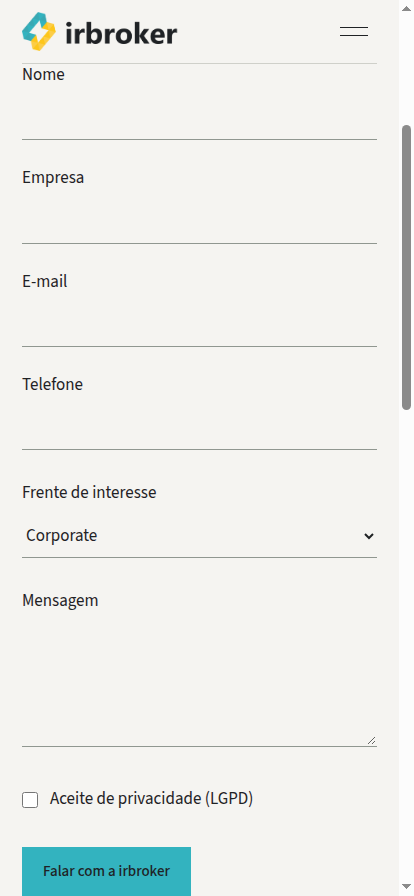 irbroker
Nome
Empresa
E-mail
Telefone
Frente de interesse
Corporate
Mensagem
Aceite de privacidade (LGPD)
Falar com a irbroker